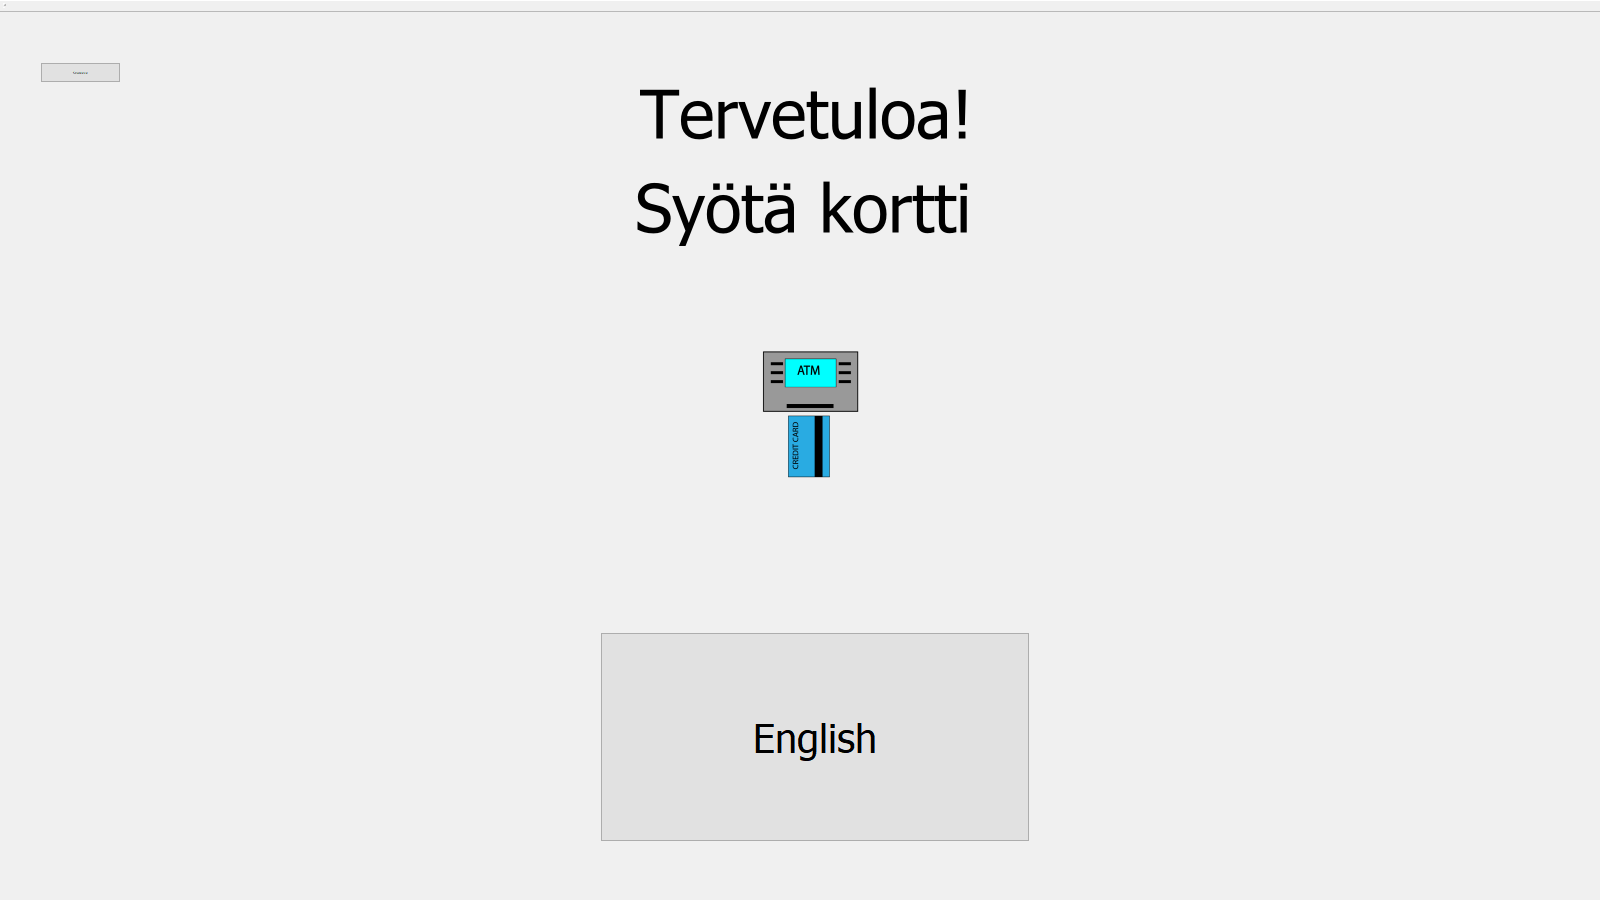 Tervetuloa!
Syötä kortti
ATM
CREDIT CARD
English